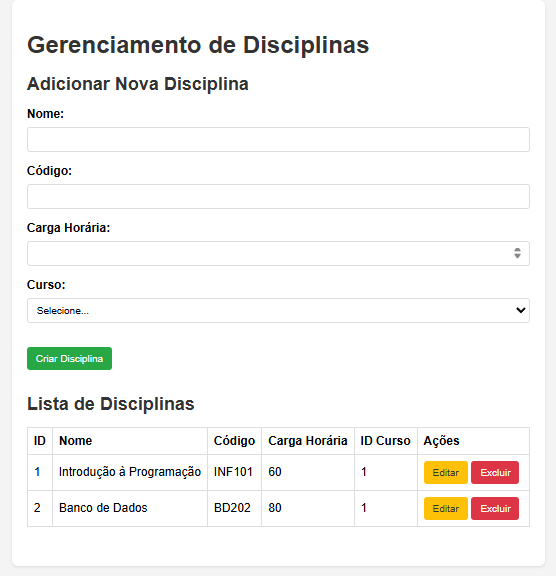 Gerenciamento de Disciplinas
Adicionar Nova Disciplina
Nome:
Código:
Carga Horária:
Curso:
Selecione...
Criar Disciplina
Lista de Disciplinas
ID Nome Código Carga Horária ID Curso Ações
1 Introdução à Programação INF101 60 1 Editar Excluir
2 Banco de Dados BD202 80 1 Editar Excluir